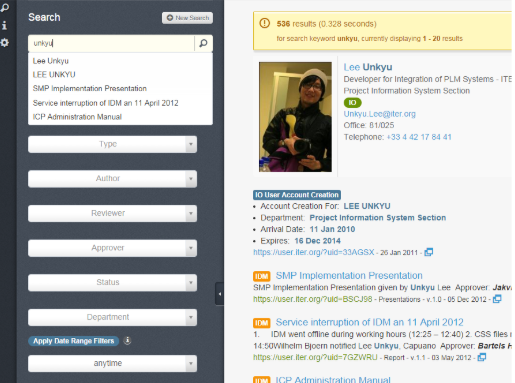 Search
New Search
unkyu
Lee Unkyu
LEE UNKYU
SMP Implementation Presentation
Service interruption of IDM an 11 April 2012
ICP Administration Manual
Type
Author
Reviewer
Approver
Status
Department
Apply Date Range Filters
anytime
536 results (0.328 seconds)
for search keyword unkyu, currently displaying 1 - 20 results
Lee Unkyu
Developer for Integration of PLM Systems - ITE
Project Information System Section
IO
Unkyu.Lee@iter.org
Office: 81/025
Telephone: +33 4 42 17 84 41
IO User Account Creation
• Account Creation For: LEE UNKYU
• Department: Project Information System Section
• Arrival Date: 11 Jan 2010
• Expires: 16 Dec 2014
https://user.iter.org/?uid=33AGSX - 26 Jan 2011 -
IDM SMP Implementation Presentation
SMP Implementation Presentation given by Unkyu Lee Approver: Jakv
https://user.iter.org/?uid=BSCJ98 - Presentations - v.1.0 - 05 Dec 2012 -
IDM Service interruption of IDM an 11 April 2012
1. IDM went offline during working hours (12:25 – 12:40) 2. CSS files
14:50Wilhelm Bjoern notified Lee Unkyu, Capuano Approver: Bartels H
https://user.iter.org/?uid=7GZWRU - Report - v.1.1 - 03 May 2012 -
IDM ICP Administration Manual